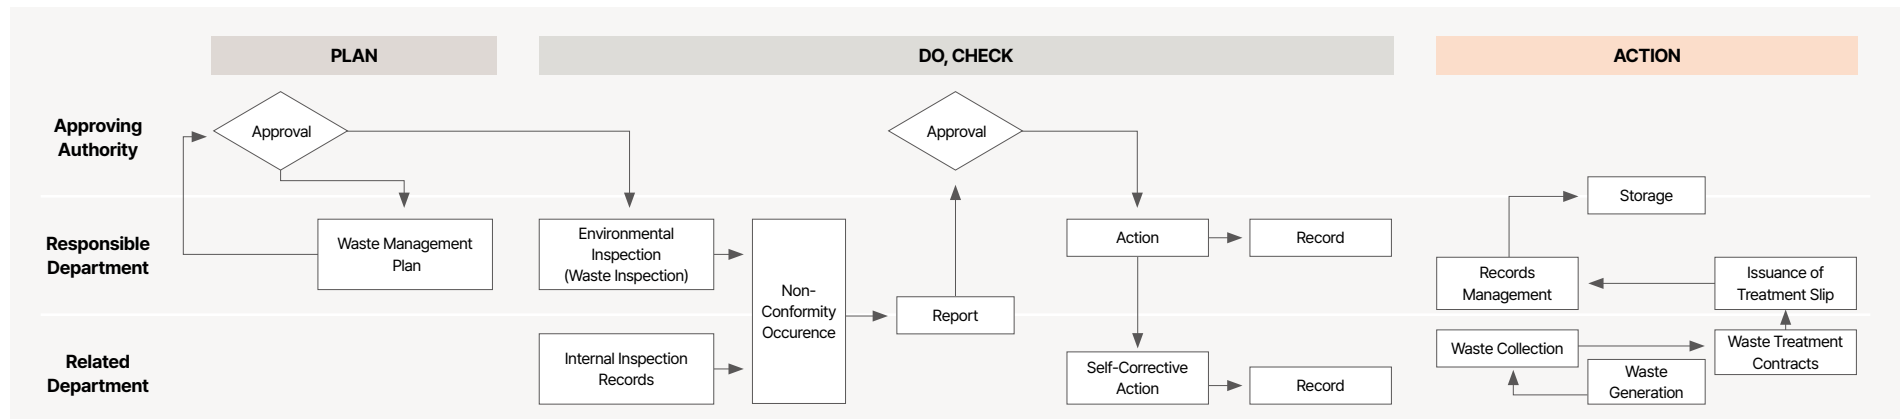 PLAN
DO, CHECK
ACTION
Approving
Authority
Approval
Approval
Storage
Responsible
Department
Waste Management
Plan
Environmental
Inspection
(Waste Inspection)
Non-
Conformity
Occurence
Report
Action
Record
Records
Management
Issuance of
Treatment Slip
Related
Department
Internal Inspection
Records
Self-Corrective
Action
Record
Waste Collection
Waste Treatment
Contracts
Waste
Generation